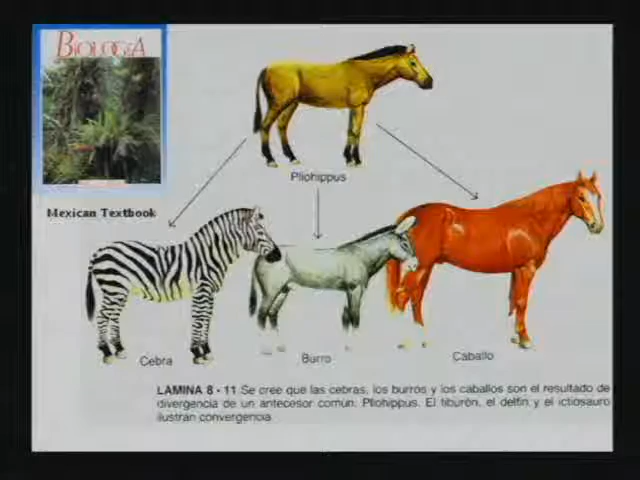 BIOLOGIA
Pliohippus
Mexican Textbook
Cebra
Burro
Caballo
LAMINA 8 - 11 Se cree que las cebras, los burros y los caballos son el resultado de
divergencia de un antecesor común, Pliohippus. El tiburón, el delfín y el ictiosauro
ilustran convergencia